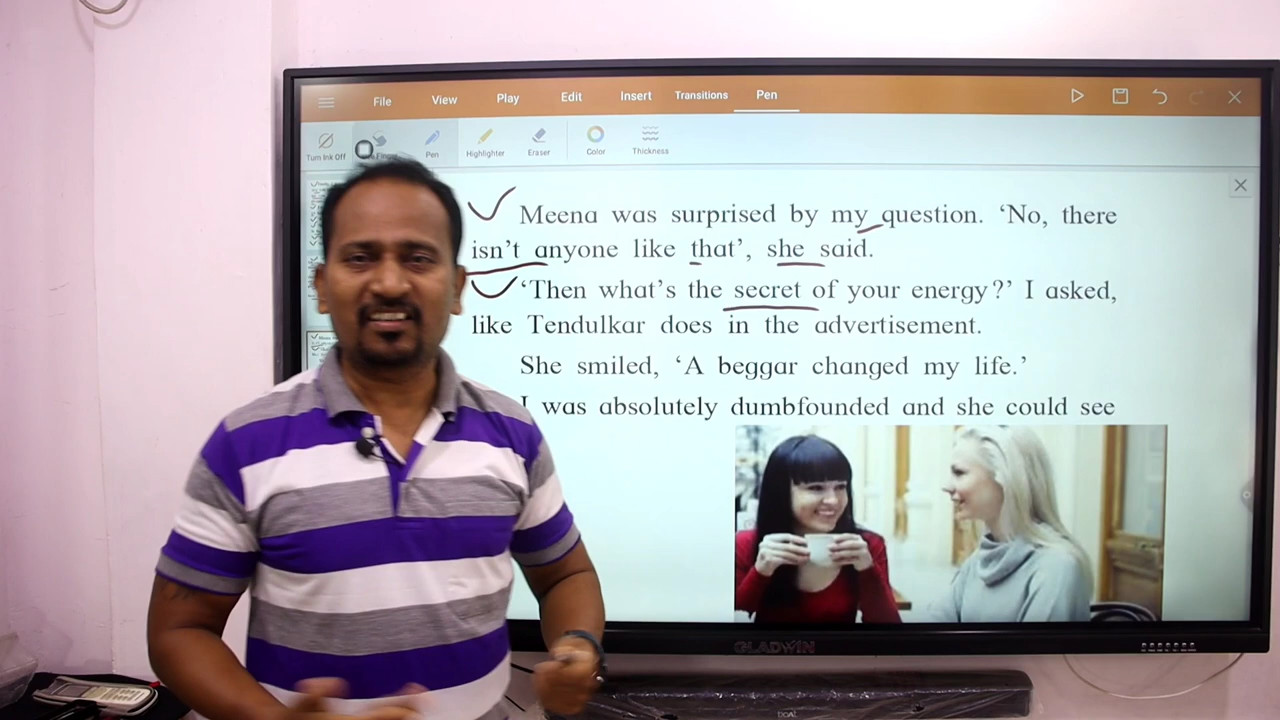 File View Play Edit Insert Transitions Pen
Turn Ink Off Pen Highlighter Eraser Color Thickness
Meena was surprised by my question. ‘No, there
isn’t anyone like that’, she said.
‘Then what’s the secret of your energy?’ I asked,
like Tendulkar does in the advertisement.
She smiled, ‘A beggar changed my life.’
I was absolutely dumbfounded and she could see
GLADWIN